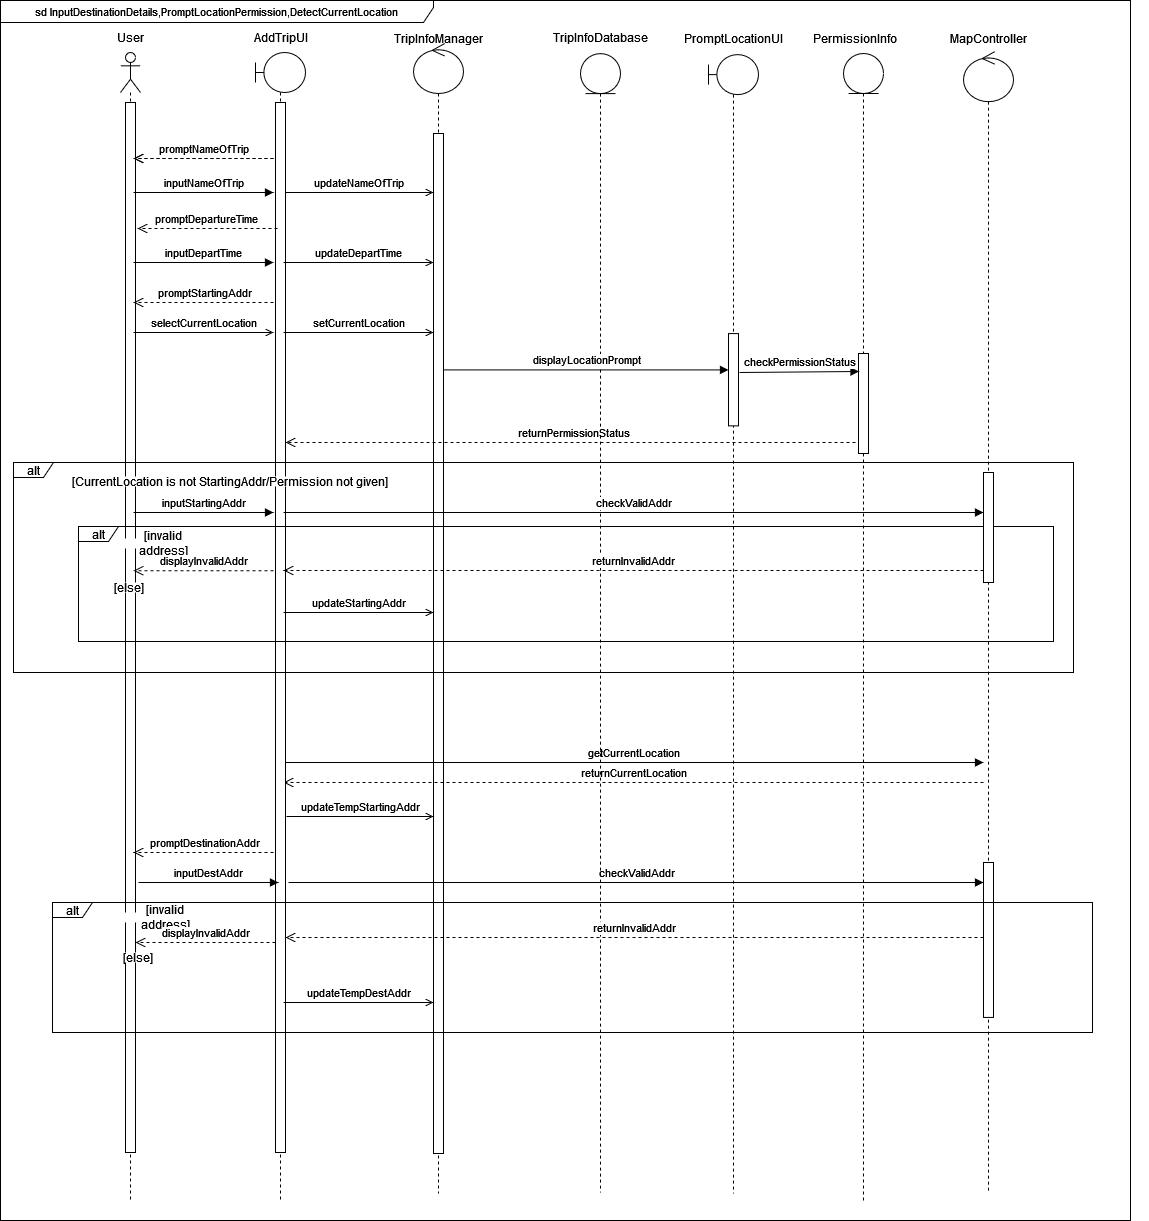 sd InputDestinationDetails,PromptLocationPermission,DetectCurrentLocation
User
AddTripUI
TripInfoManager
TripInfoDatabase
PromptLocationUI
PermissionInfo
MapController
promptNameOfTrip
inputNameOfTrip
updateNameOfTrip
promptDepartureTime
inputDepartTime
updateDepartTime
promptStartingAddr
selectCurrentLocation
setCurrentLocation
displayLocationPrompt
checkPermissionStatus
returnPermissionStatus
alt
[CurrentLocation is not StartingAddr/Permission not given]
inputStartingAddr
checkValidAddr
alt
[invalid
address]
displayInvalidAddr
returnInvalidAddr
[else]
updateStartingAddr
getCurrentLocation
returnCurrentLocation
updateTempStartingAddr
promptDestinationAddr
inputDestAddr
checkValidAddr
alt
[invalid
address]
displayInvalidAddr
returnInvalidAddr
[else]
updateTempDestAddr